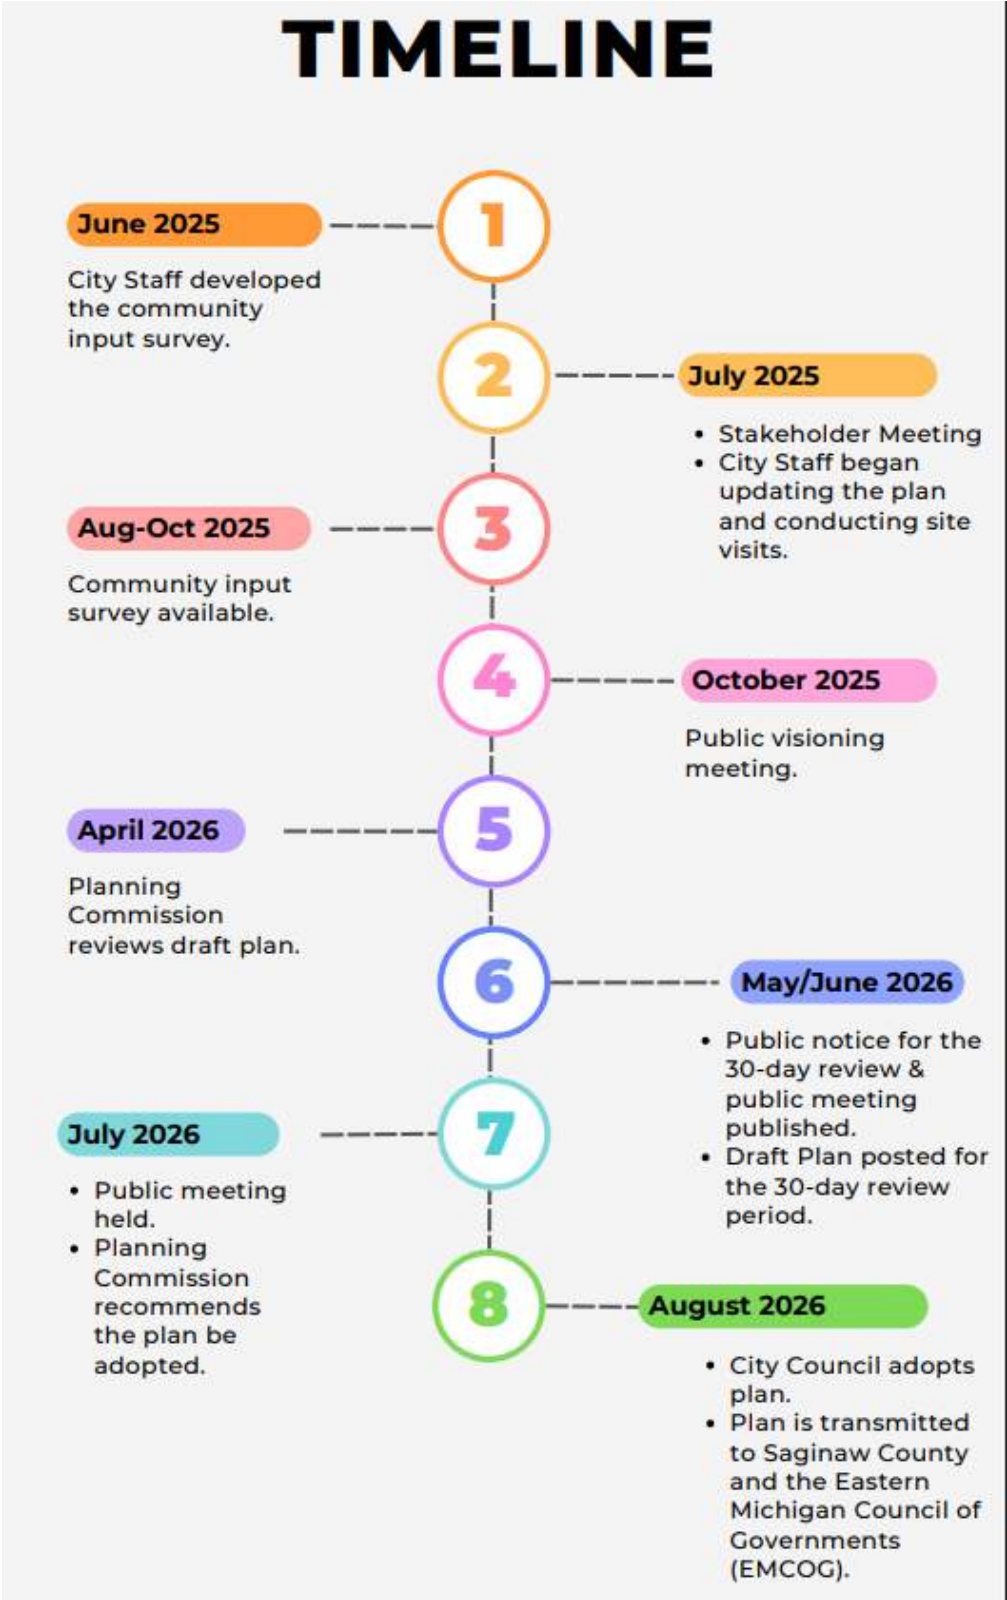 TIMELINE
1
June 2025
City Staff developed
the community
input survey.
2
July 2025
• Stakeholder Meeting
• City Staff began
updating the plan
and conducting site
visits.
3
Aug-Oct 2025
Community input
survey available.
4
October 2025
Public visioning
meeting.
5
April 2026
Planning
Commission
reviews draft plan.
6
May/June 2026
• Public notice for the
30-day review &
public meeting
published.
• Draft Plan posted for
the 30-day review
period.
7
July 2026
• Public meeting
held.
• Planning
Commission
recommends
the plan be
adopted.
8
August 2026
• City Council adopts
plan.
• Plan is transmitted
to Saginaw County
and the Eastern
Michigan Council of
Governments
(EMCOG).